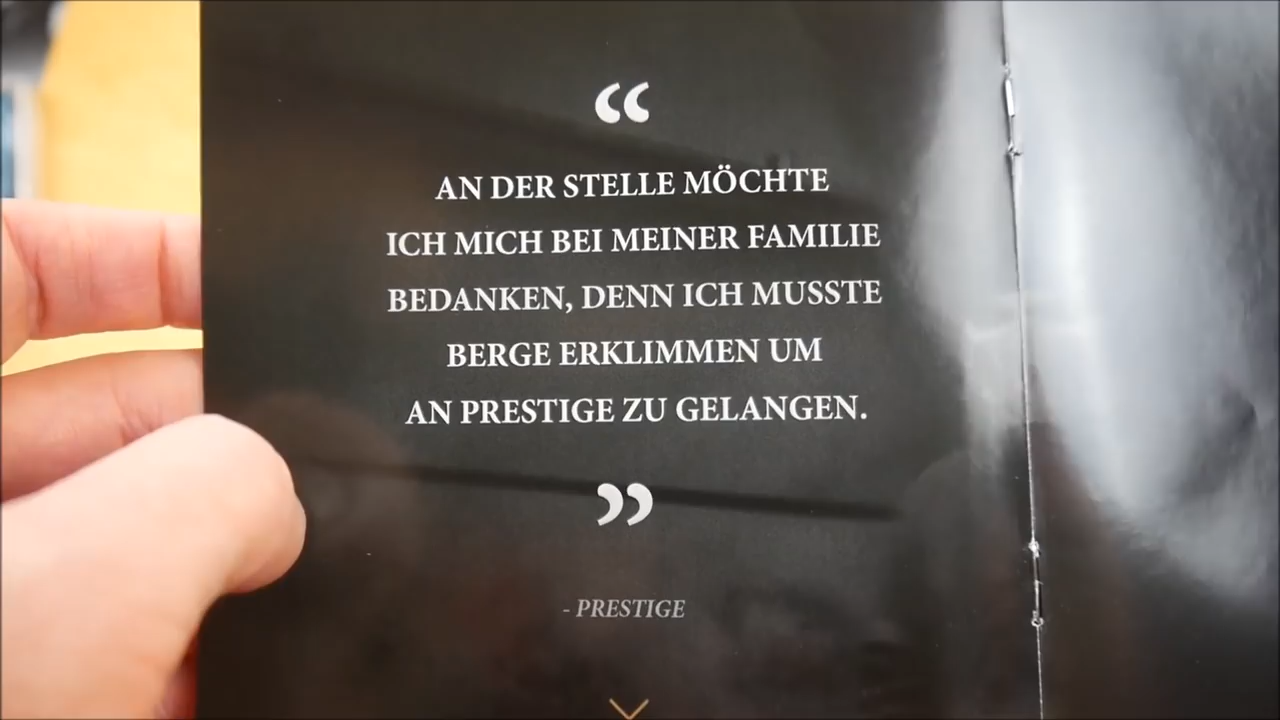 “
AN DER STELLE MÖCHTE
ICH MICH BEI MEINER FAMILIE
BEDANKEN, DENN ICH MUSSTE
BERGE ERKLIMMEN UM
AN PRESTIGE ZU GELANGEN.
”
- PRESTIGE